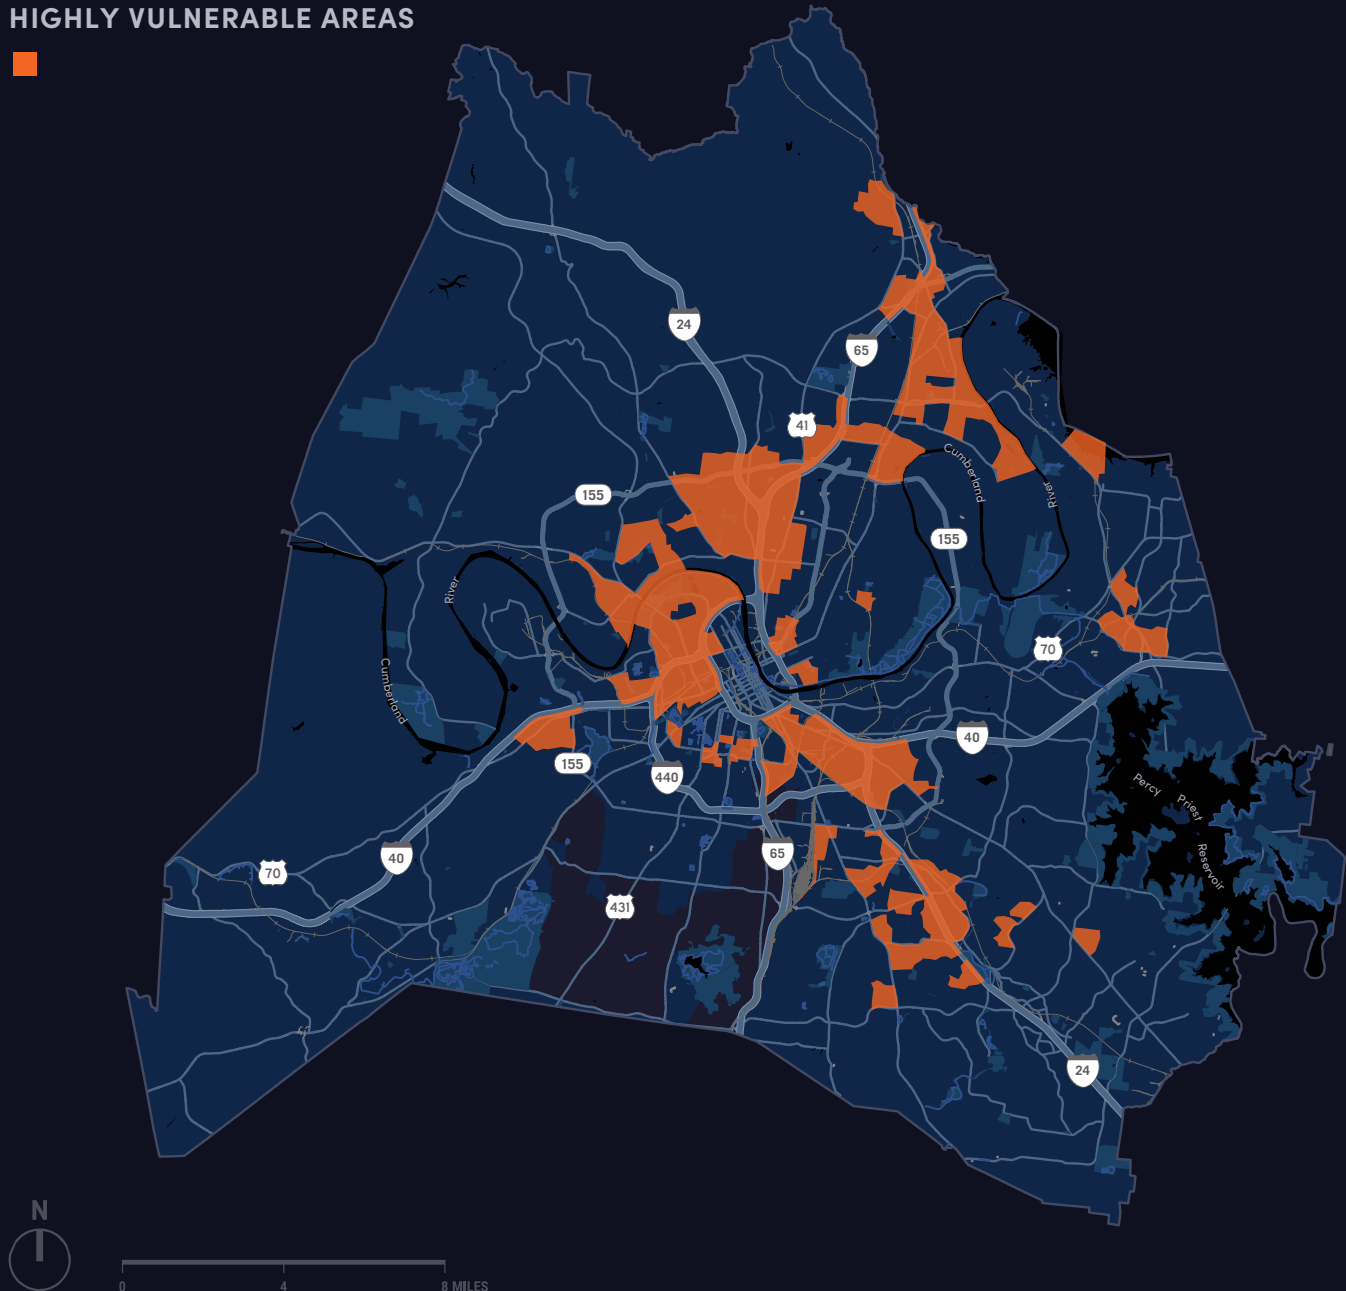 HIGHLY VULNERABLE AREAS
24
65
41
155
Cumberland
River
155
River
70
Cumberland
40
155
440
Percy
Priest
Reservoir
65
40
70
431
24
N
0 4 8 MILES